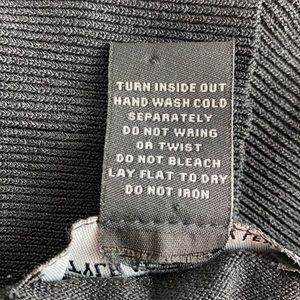 TURN INSIDE OUT
HAND WASH COLD
SEPARATELY
DO NOT WRING
OR TWIST
DO NOT BLEACH
LAY FLAT TO DRY
DO NOT IRON